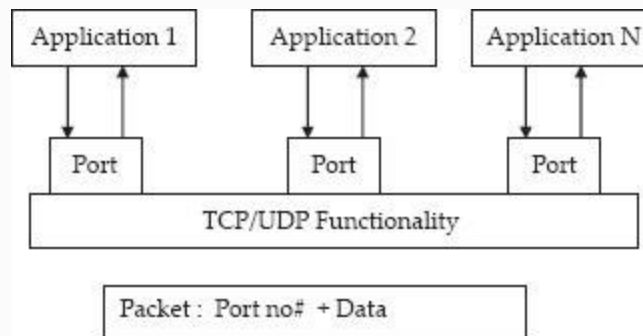 Application 1
Application 2
Application N
Port
Port
Port
TCP/UDP Functionality
Packet : Port no# + Data